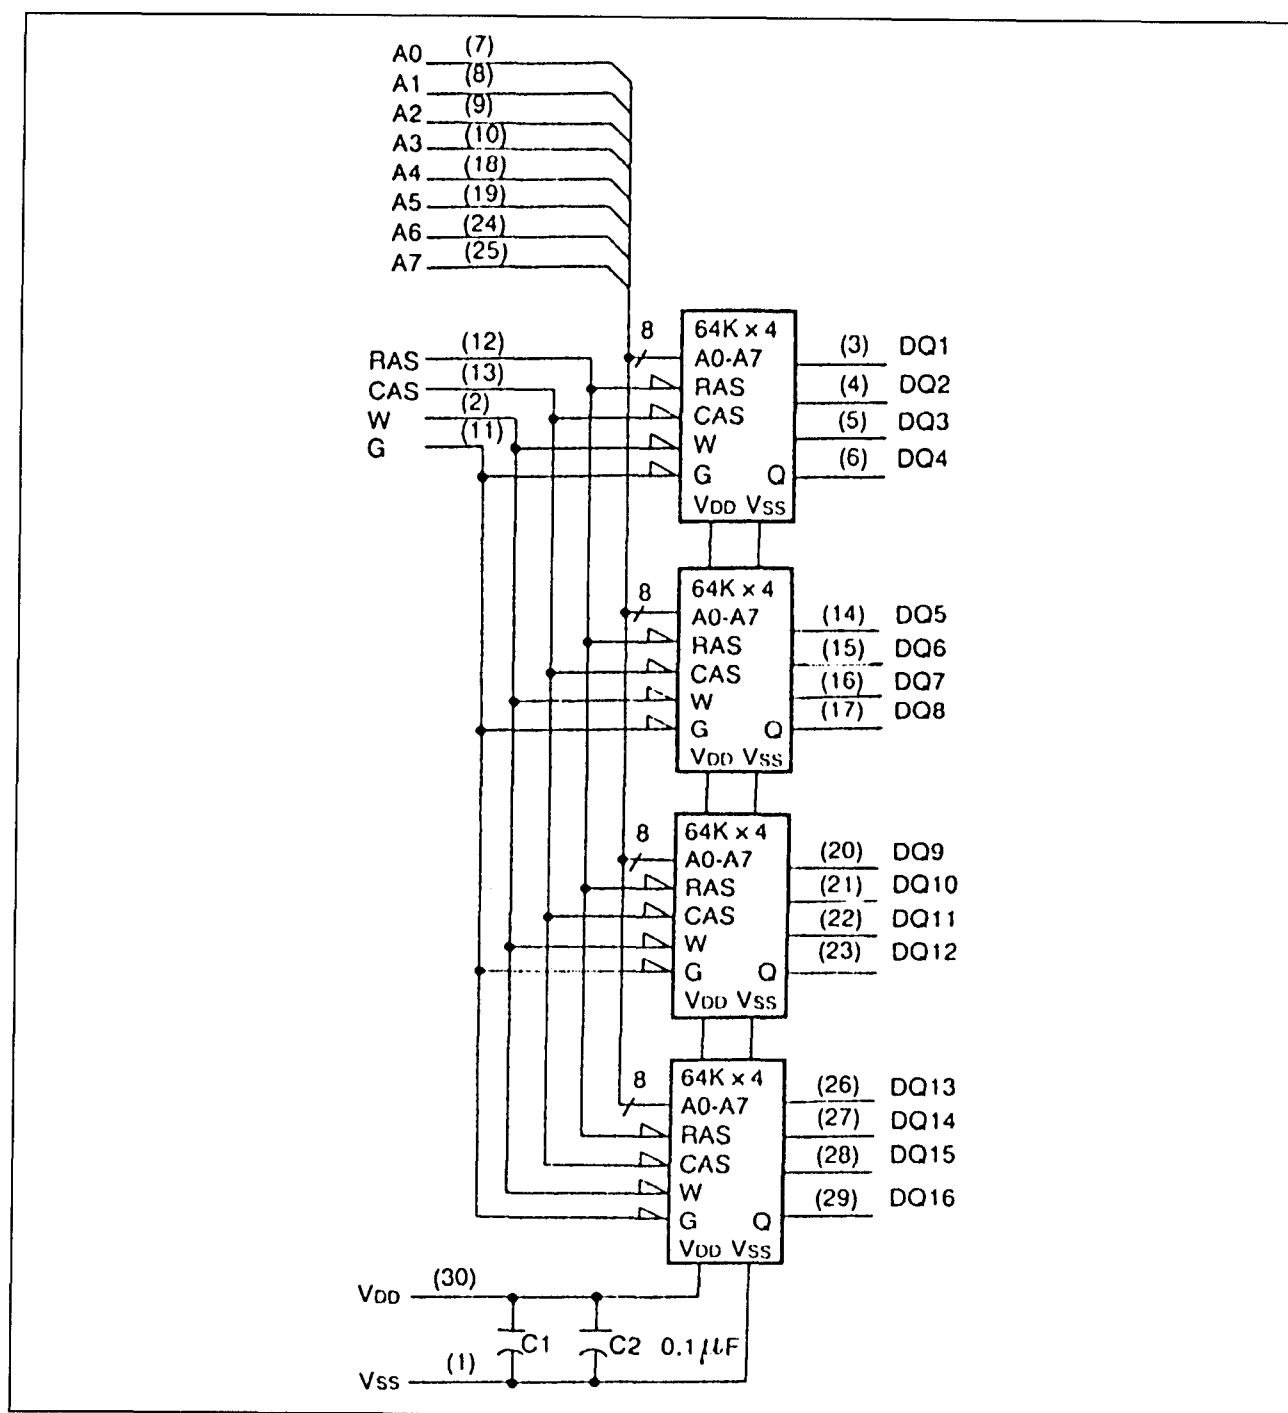 A0 (7)
A1 (8)
A2 (9)
A3 (10)
A4 (18)
A5 (19)
A6 (24)
A7 (25)
RAS (12)
CAS (13)
W (2)
G (11)
8 64K x 4
A0-A7 (3) DQ1
RAS (4) DQ2
CAS (5) DQ3
W (6) DQ4
G Q
VDD VSS
8 64K x 4
A0-A7 (14) DQ5
RAS (15) DQ6
CAS (16) DQ7
W (17) DQ8
G Q
VDD VSS
8 64K x 4
A0-A7 (20) DQ9
RAS (21) DQ10
CAS (22) DQ11
W (23) DQ12
G Q
VDD VSS
8 64K x 4
A0-A7 (26) DQ13
RAS (27) DQ14
CAS (28) DQ15
W (29) DQ16
G Q
VDD VSS
VDD (30)
C1 C2 0.1 μF
VSS (1)